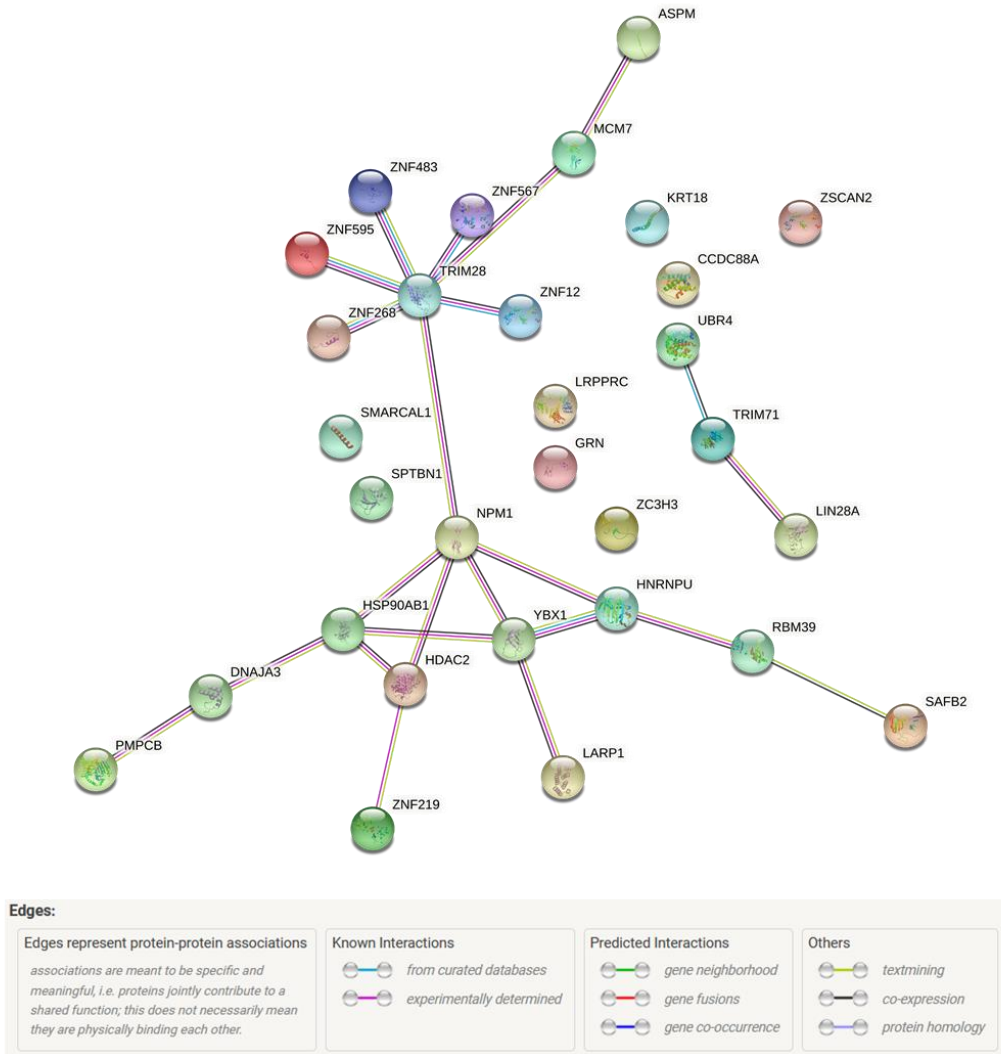 ASPM
MCM7
ZNF483
ZNF567
KRT18
ZSCAN2
ZNF595
TRIM28
CCDC88A
ZNF268
ZNF12
UBR4
LRPPRC
SMARCAL1
TRIM71
GRN
SPTBN1
ZC3H3
LIN28A
NPM1
HNRNPU
HSP90AB1
YBX1
RBM39
HDAC2
DNAJA3
SAFB2
PMPCB
LARP1
ZNF219
Edges:
Edges represent protein-protein associations
associations are meant to be specific and
meaningful, i.e. proteins jointly contribute to a
shared function; this does not necessarily mean
they are physically binding each other.
Known Interactions
from curated databases
experimentally determined
Predicted Interactions
gene neighborhood
gene fusions
gene co-occurrence
Others
textmining
co-expression
protein homology